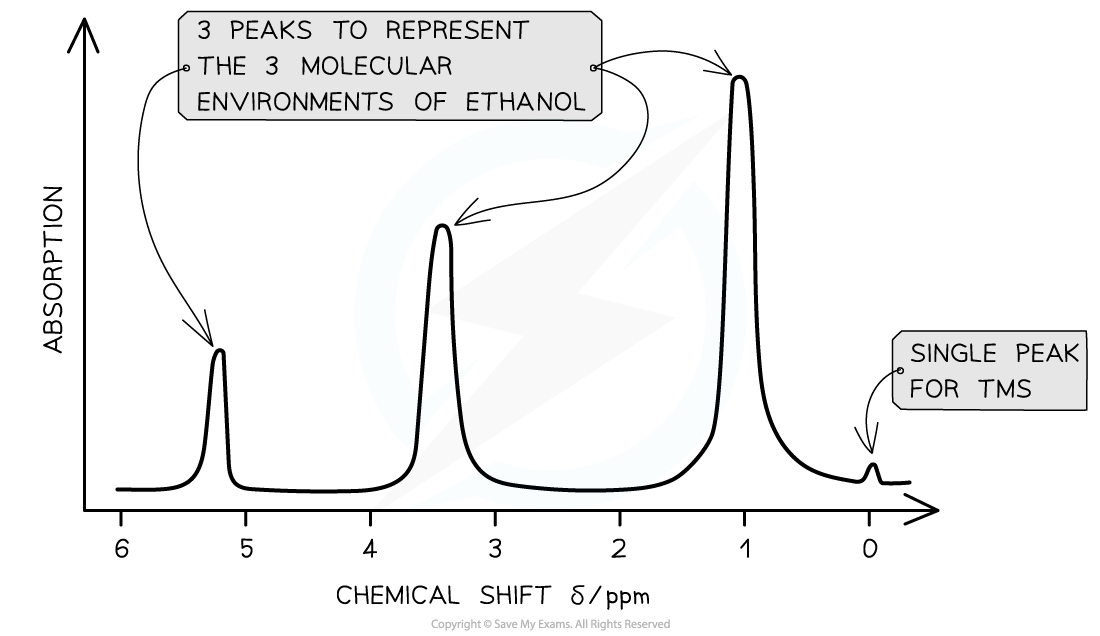 3 PEAKS TO REPRESENT
THE 3 MOLECULAR
ENVIRONMENTS OF ETHANOL
SINGLE PEAK
FOR TMS
ABSORPTION
6 5 4 3 2 1 0
CHEMICAL SHIFT δ/ppm
Copyright © Save My Exams. All Rights Reserved